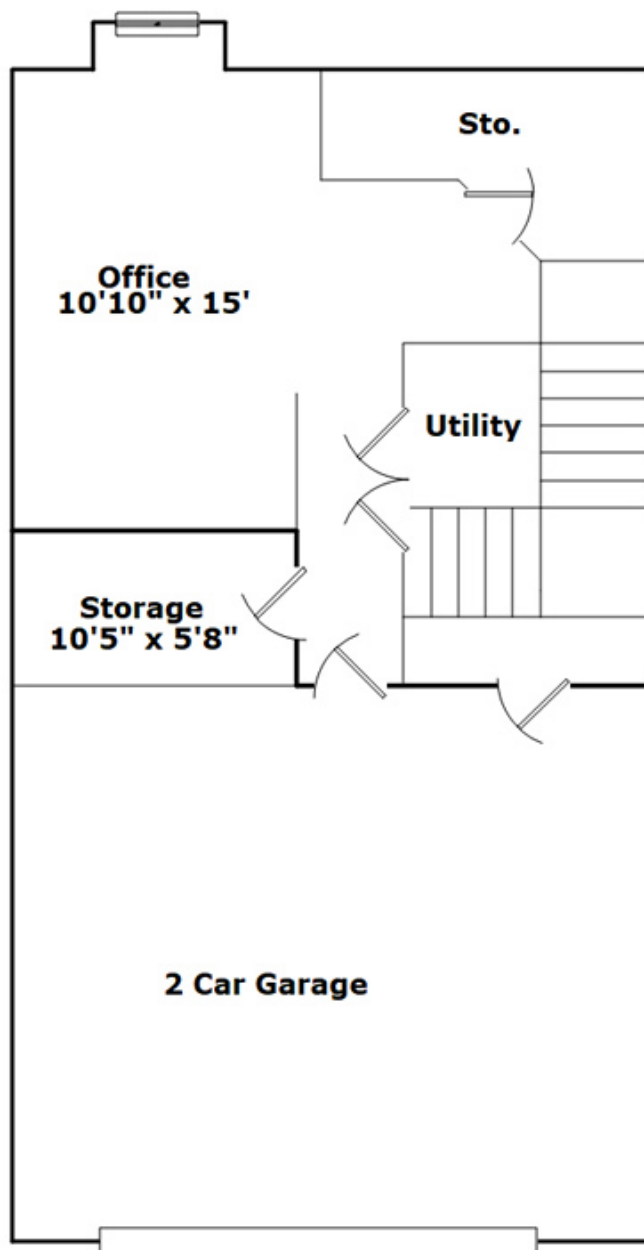 Sto.
Office
10'10" x 15'
Utility
Storage
10'5" x 5'8"
2 Car Garage